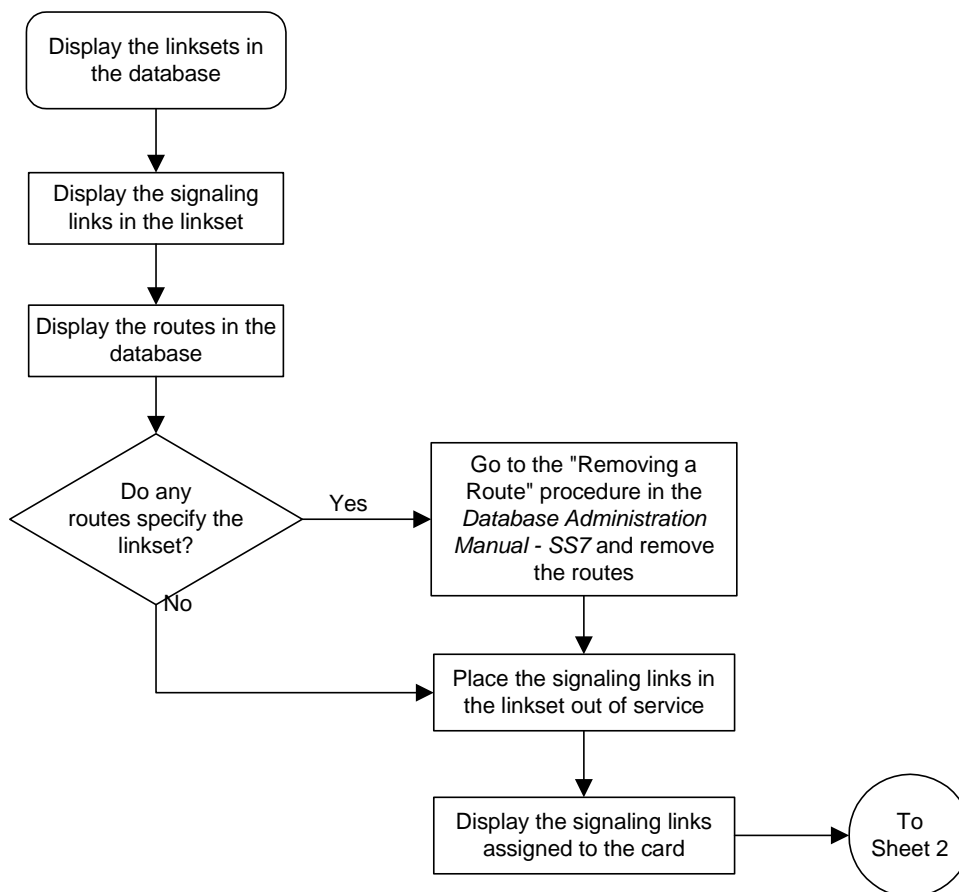 Display the linksets in
the database
Display the signaling
links in the linkset
Display the routes in the
database
Do any
routes specify the
linkset?
Yes
No
Go to the "Removing a
Route" procedure in the
Database Administration
Manual - SS7 and remove
the routes
Place the signaling links in
the linkset out of service
Display the signaling links
assigned to the card
To
Sheet 2